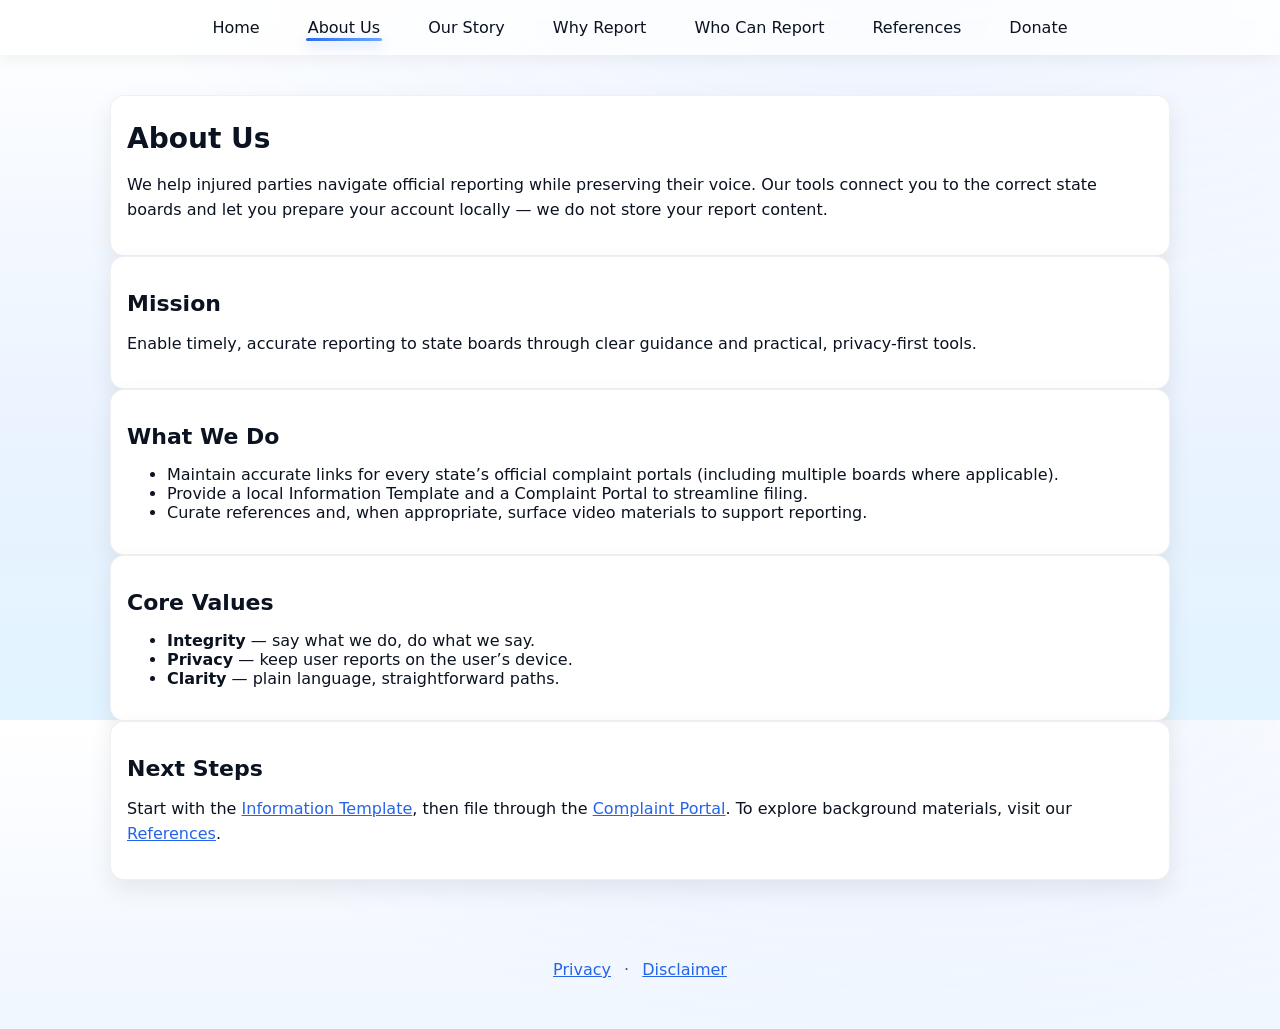 Home About Us Our Story Why Report Who Can Report References Donate
About Us
We help injured parties navigate official reporting while preserving their voice. Our tools connect you to the correct state
boards and let you prepare your account locally — we do not store your report content.
Mission
Enable timely, accurate reporting to state boards through clear guidance and practical, privacy-first tools.
What We Do
• Maintain accurate links for every state’s official complaint portals (including multiple boards where applicable).
• Provide a local Information Template and a Complaint Portal to streamline filing.
• Curate references and, when appropriate, surface video materials to support reporting.
Core Values
• Integrity — say what we do, do what we say.
• Privacy — keep user reports on the user’s device.
• Clarity — plain language, straightforward paths.
Next Steps
Start with the Information Template, then file through the Complaint Portal. To explore background materials, visit our
References.
Privacy · Disclaimer